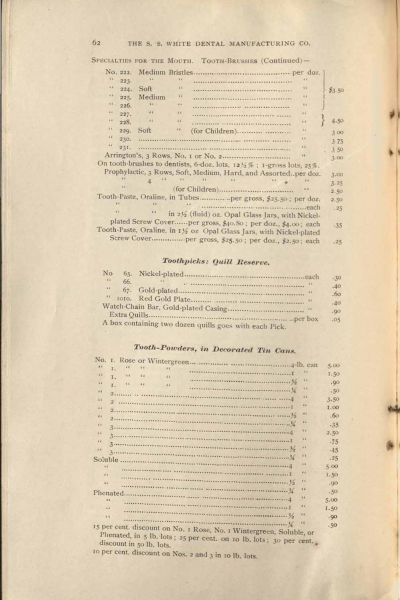 62 THE S. S. WHITE DENTAL MANUFACTURING CO.
SPECIALTIES FOR THE MOUTH. TOOTH-BRUSHES (Continued)—
No. 222. Medium Bristles.......... per doz.
" 223. " " .......... "
" 224. Soft " .......... " $3.50
" 225. Medium " .......... "
" 226. " " .......... "
" 227. " " .......... "
" 228. " " .......... " 4.50
" 229. Soft " (for Children).......... " 3 00
" 230. .......... " 3 75
" 231. .......... " 3 50
Arrington's, 3 Rows, No. 1 or No. 2.......... " 3.00
On tooth-brushes to dentists, 6-doz. lots, 12½% ; 1-gross lots, 25%.
Prophylactic, 3 Rows, Soft, Medium, Hard, and Assorted..per doz. 3.00
" 4 " " " " " " 3.25
" (for Children).......... " 2.50
Tooth-Paste, Oraline, in Tubes..........per gross, $25.50 ; per doz. 2.50
" " " " ..........each .25
" " " in 2½ (fluid) oz. Opal Glass Jars, with Nickel-
plated Screw Cover......per gross, $40.80 ; per doz., $4.00 ; each .35
Tooth-Paste, Oraline, in 1½ oz Opal Glass Jars, with Nickel-plated
Screw Cover..........per gross, $25.50 ; per doz., $2.50; each .25
Toothpicks: Quill Reserve.
No 65. Nickel-plated..........each .30
" 66. " .......... " .40
" 67. Gold-plated.......... " .60
" 1010. Red Gold Plate.......... " .40
Watch-Chain Bar, Gold-plated Casing.......... " .90
Extra Quills..........per box .05
A box containing two dozen quills goes with each Pick.
Tooth-Powders, in Decorated Tin Cans.
No. 1. Rose or Wintergreen..........4-lb. can 5.00
" 1. " " " ..........1 " 1.50
" 1. " " " ..........½ " .90
" 1. " " " ..........¼ " .50
" 2...........4 " 3.50
" 2...........1 " 1.00
" 2...........½ " .60
" 2...........¼ " .35
" 3...........4 " 2.50
" 3...........1 " .75
" 3...........½ " .45
" 3...........¼ " .25
Soluble..........4 " 5 00
" ..........1 " 1.50
" ..........½ " .90
" ..........¼ " .50
Phenated..........4 " 5.00
" ..........1 " 1.50
" ..........½ " .90
" ..........¼ " .50
15 per cent. discount on No. 1 Rose, No. 1 Wintergreen, Soluble, or
Phenated, in 5 lb. lots ; 25 per cent. on 10 lb. lots ; 30 per cent.
discount in 50 lb. lots.
10 per cent. discount on Nos. 2 and 3 in 10 lb. lots.